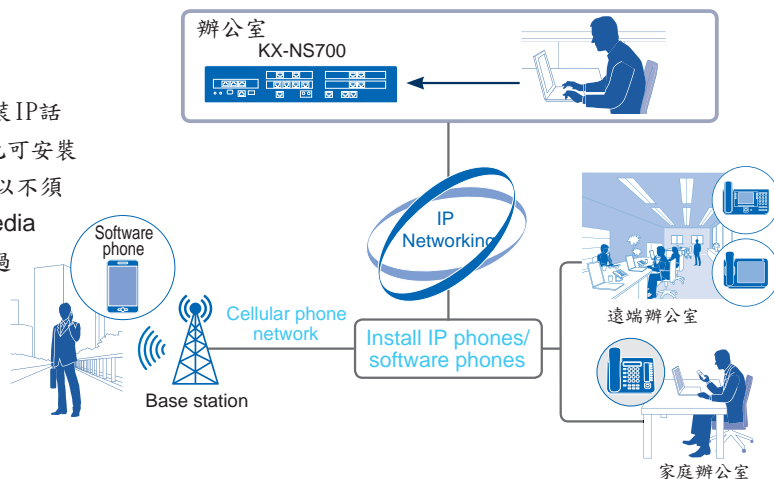 辦公室
KX-NS700
裝IP話
也可安裝
以不須
edia
過
Software
phone
IP
Networking
Cellular phone
network
Install IP phones/
software phones
Base station
遠端辦公室
家庭辦公室